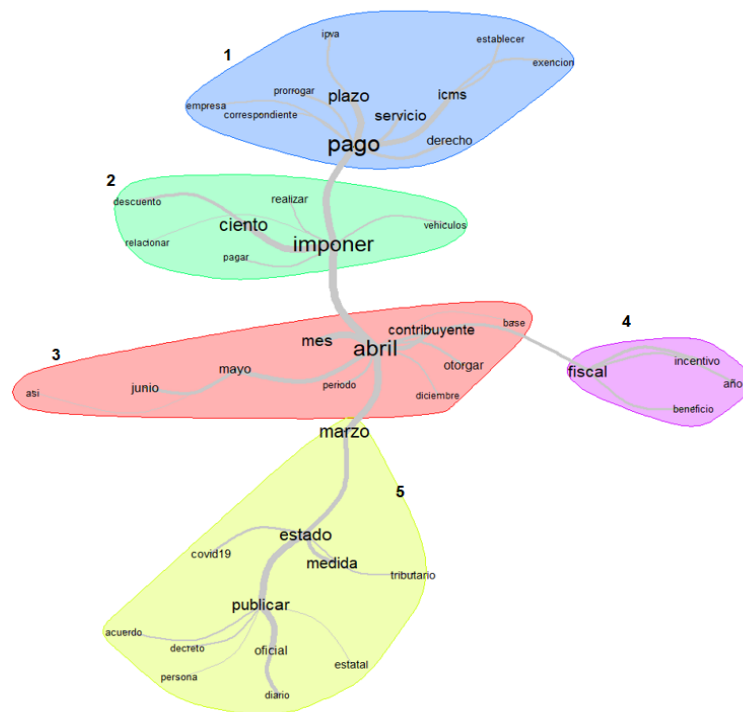 ipva
establecer
1
exencion
prorrogar
plazo
icms
empresa
correspondiente
servicio
pago
derecho
2
descuento
realizar
ciento
vehiculos
relacionar
imponer
pagar
base
4
contribuyente
3
mes
abril
incentivo
fiscal
otorgar
mayo
año
periodo
junio
asi
diciembre
beneficio
marzo
5
estado
covid19
medida
tributario
publicar
acuerdo
decreto
oficial
estatal
persona
diario